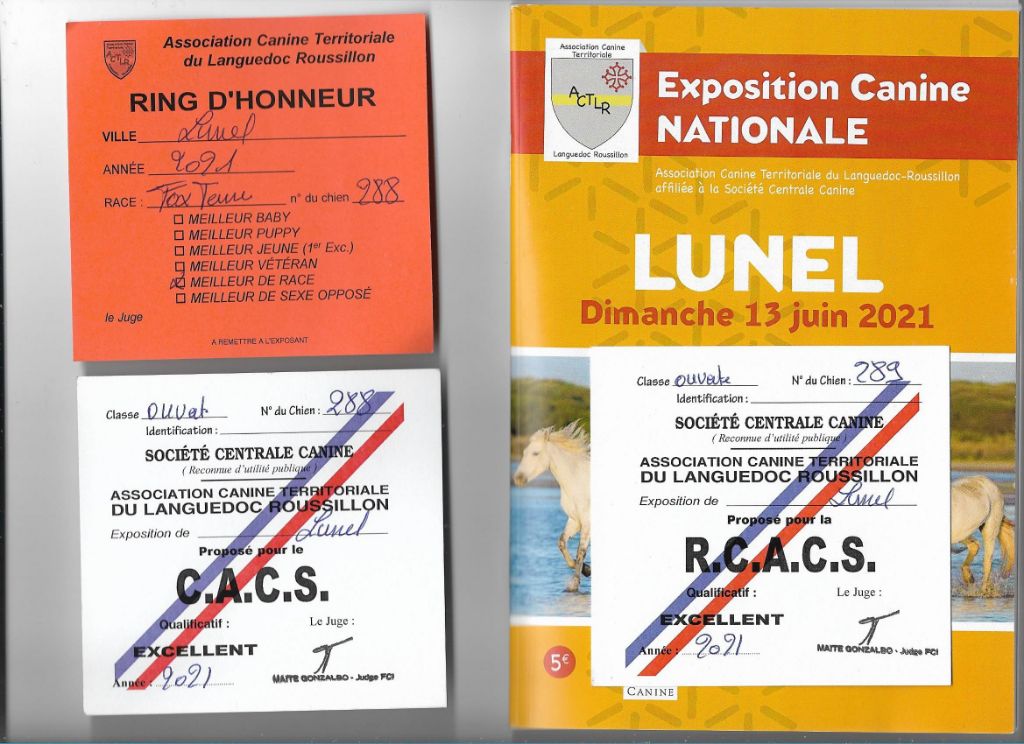 Association Canine Territoriale
du Languedoc Roussillon
ACTLR
RING D'HONNEUR
VILLE Lunel
ANNÉE 2021
RACE : Fox Terrier n° du chien 288
MEILLEUR BABY
MEILLEUR PUPPY
MEILLEUR JEUNE (1er Exc.)
MEILLEUR VÉTÉRAN
MEILLEUR DE RACE
MEILLEUR DE SEXE OPPOSÉ
le Juge
A REMETTRE A L'EXPOSANT
Classe ouverte N° du Chien : 288
Identification :
SOCIÉTÉ CENTRALE CANINE
( Reconnue d'utilité publique )
ASSOCIATION CANINE TERRITORIALE
DU LANGUEDOC ROUSSILLON
Exposition de Lunel
Proposé pour le
C.A.C.S.
Qualificatif : Le Juge :
EXCELLENT
Année : 2021
MAITE GONZALBO - Judge FCI
Association Canine
Territoriale
ACTLR
Languedoc Roussillon
Exposition Canine
NATIONALE
Association Canine Territoriale du Languedoc-Roussillon
affiliée à la Société Centrale Canine
LUNEL
Dimanche 13 juin 2021
Classe ouverte N° du Chien : 289
Identification :
SOCIÉTÉ CENTRALE CANINE
( Reconnue d'utilité publique )
ASSOCIATION CANINE TERRITORIALE
DU LANGUEDOC ROUSSILLON
Exposition de Lunel
Proposé pour la
R.C.A.C.S.
Qualificatif : Le Juge :
EXCELLENT
Année : 2021
MAITE GONZALBO - Judge FCI
5€
CANINE